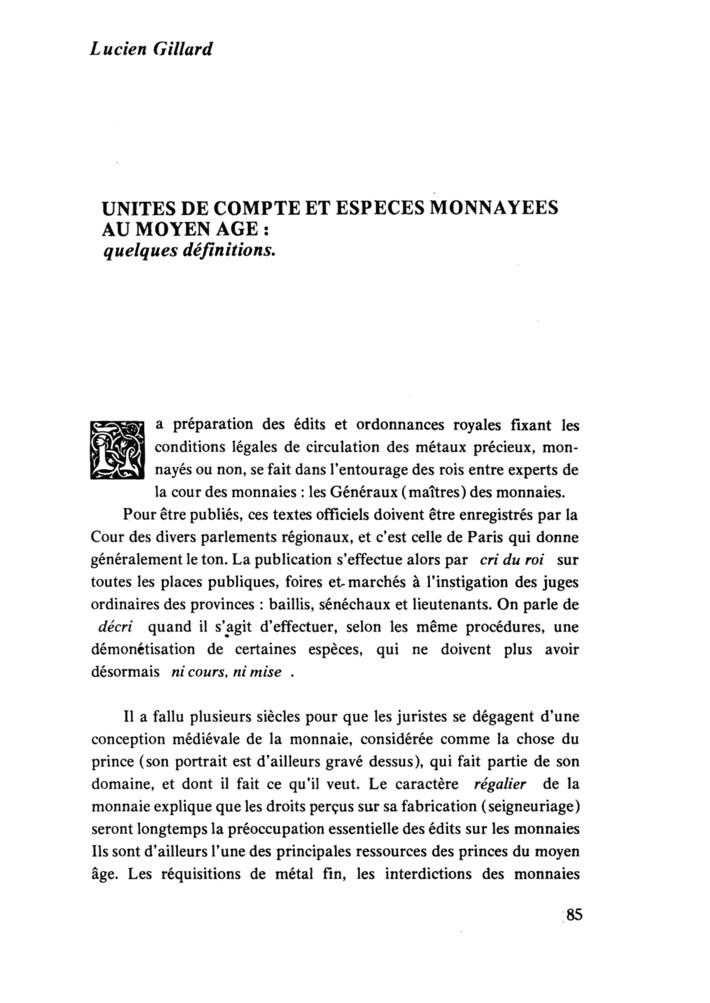 Lucien Gillard
UNITES DE COMPTE ET ESPECES MONNAYEES
AU MOYEN AGE :
quelques définitions.
La préparation des édits et ordonnances royales fixant les
conditions légales de circulation des métaux précieux, mon-
nayés ou non, se fait dans l'entourage des rois entre experts de
la cour des monnaies : les Généraux (maîtres) des monnaies.
Pour être publiés, ces textes officiels doivent être enregistrés par la
Cour des divers parlements régionaux, et c'est celle de Paris qui donne
généralement le ton. La publication s'effectue alors par cri du roi sur
toutes les places publiques, foires et marchés à l'instigation des juges
ordinaires des provinces : baillis, sénéchaux et lieutenants. On parle de
décri quand il s'agit d'effectuer, selon les même procédures, une
démonétisation de certaines espèces, qui ne doivent plus avoir
désormais ni cours, ni mise .
Il a fallu plusieurs siècles pour que les juristes se dégagent d'une
conception médiévale de la monnaie, considérée comme la chose du
prince (son portrait est d'ailleurs gravé dessus), qui fait partie de son
domaine, et dont il fait ce qu'il veut. Le caractère régalier de la
monnaie explique que les droits perçus sur sa fabrication (seigneuriage)
seront longtemps la préoccupation essentielle des édits sur les monnaies
Ils sont d'ailleurs l'une des principales ressources des princes du moyen
âge. Les réquisitions de métal fin, les interdictions des monnaies
85